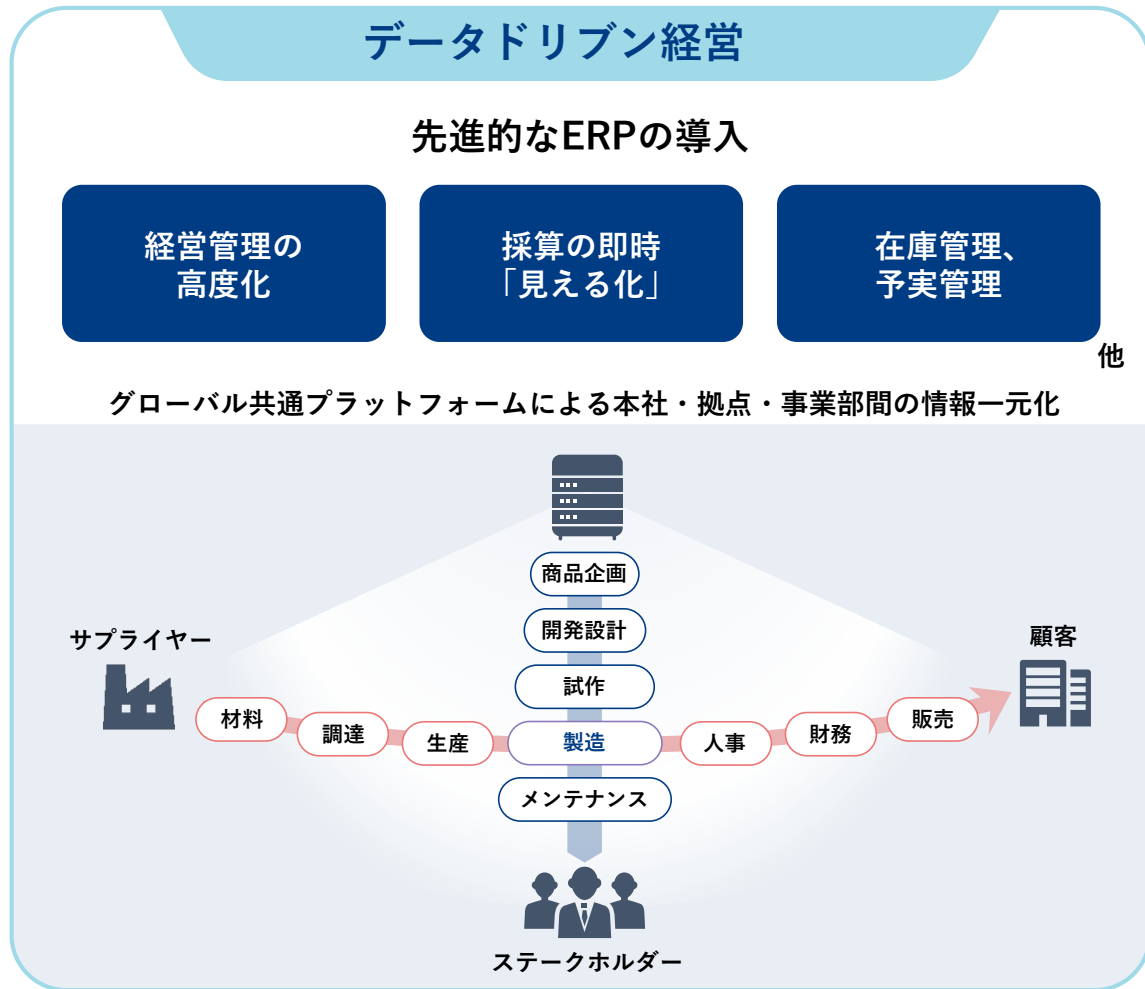 データドリブン経営
先進的なERPの導入
経営管理の
高度化
採算の即時
「見える化」
在庫管理、
予実管理
他
グローバル共通プラットフォームによる本社・拠点・事業部間の情報一元化
商品企画
開発設計
試作
サプライヤー
顧客
材料
調達
生産
製造
人事
財務
販売
メンテナンス
ステークホルダー